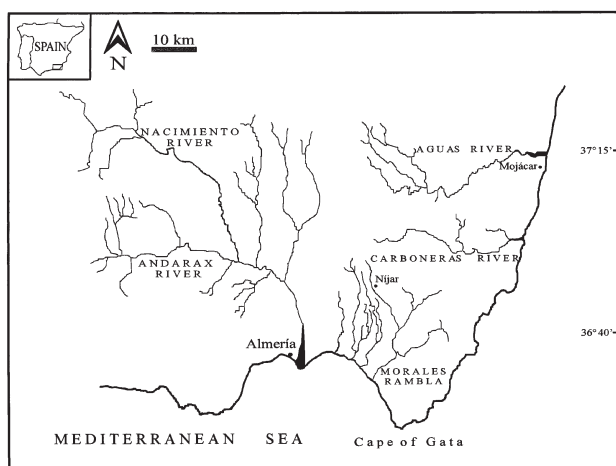 SPAIN
N
10 km
NACIMIENTO
RIVER
AGUAS RIVER
37°15'
Mojácar
ANDARAX
RIVER
CARBONERAS RIVER
Níjar
36°40'
Almería
MORALES
RAMBLA
MEDITERRANEAN SEA
Cape of Gata